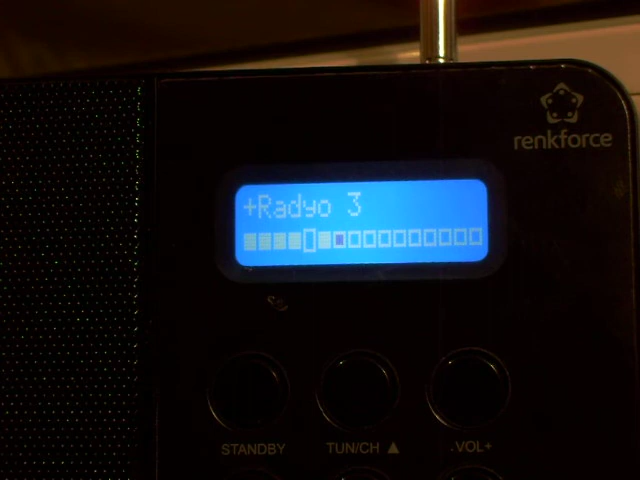 renkforce
+Radyo 3
STANDBY TUN/CH ▲ -VOL+